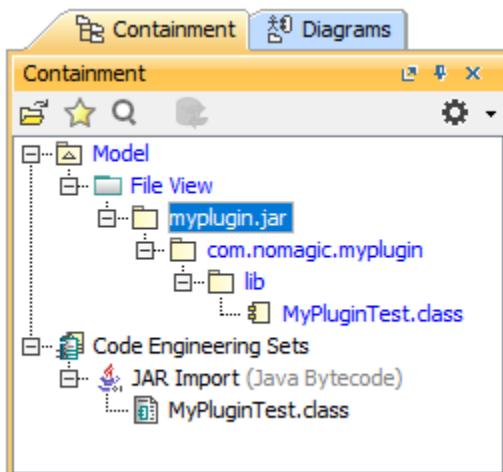 Containment Diagrams
Containment
Model
File View
myplugin.jar
com.nomagic.myplugin
lib
MyPluginTest.class
Code Engineering Sets
JAR Import (Java Bytecode)
MyPluginTest.class